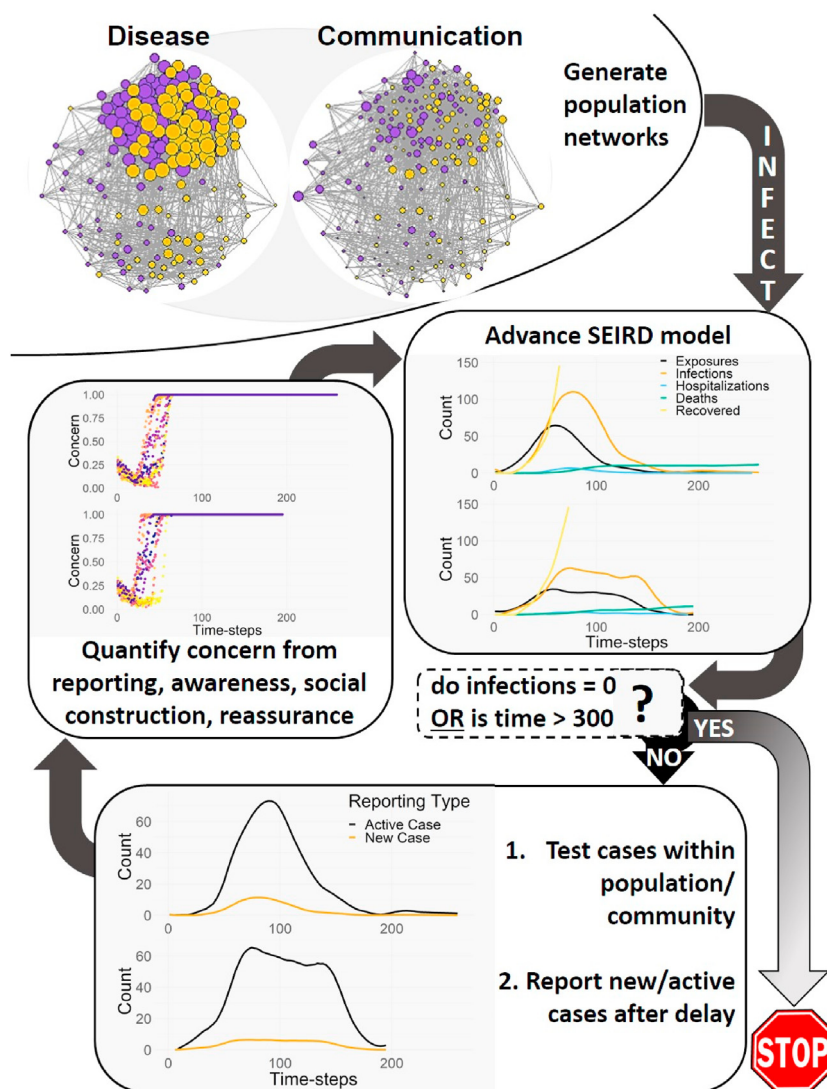 Disease
Communication
Generate
population
networks
INFECT
Advance SEIRD model
150
100
50
0
Count
0
100
200
Exposures
Infections
Hospitalizations
Deaths
Recovered
150
100
50
0
Count
0
100
200
Time-steps
1.00
0.75
0.50
0.25
0.00
Concern
0
200
1.00
0.75
0.50
0.25
0.00
Concern
0
200
Time-steps
Quantify concern from
reporting, awareness, social
construction, reassurance
do infections = 0
OR is time > 300
?
YES
NO
Reporting Type
Active Case
New Case
60
40
20
0
Count
0
100
200
60
40
20
0
Count
0
100
200
Time-steps
1. Test cases within
population/
community
2. Report new/active
cases after delay
STOP